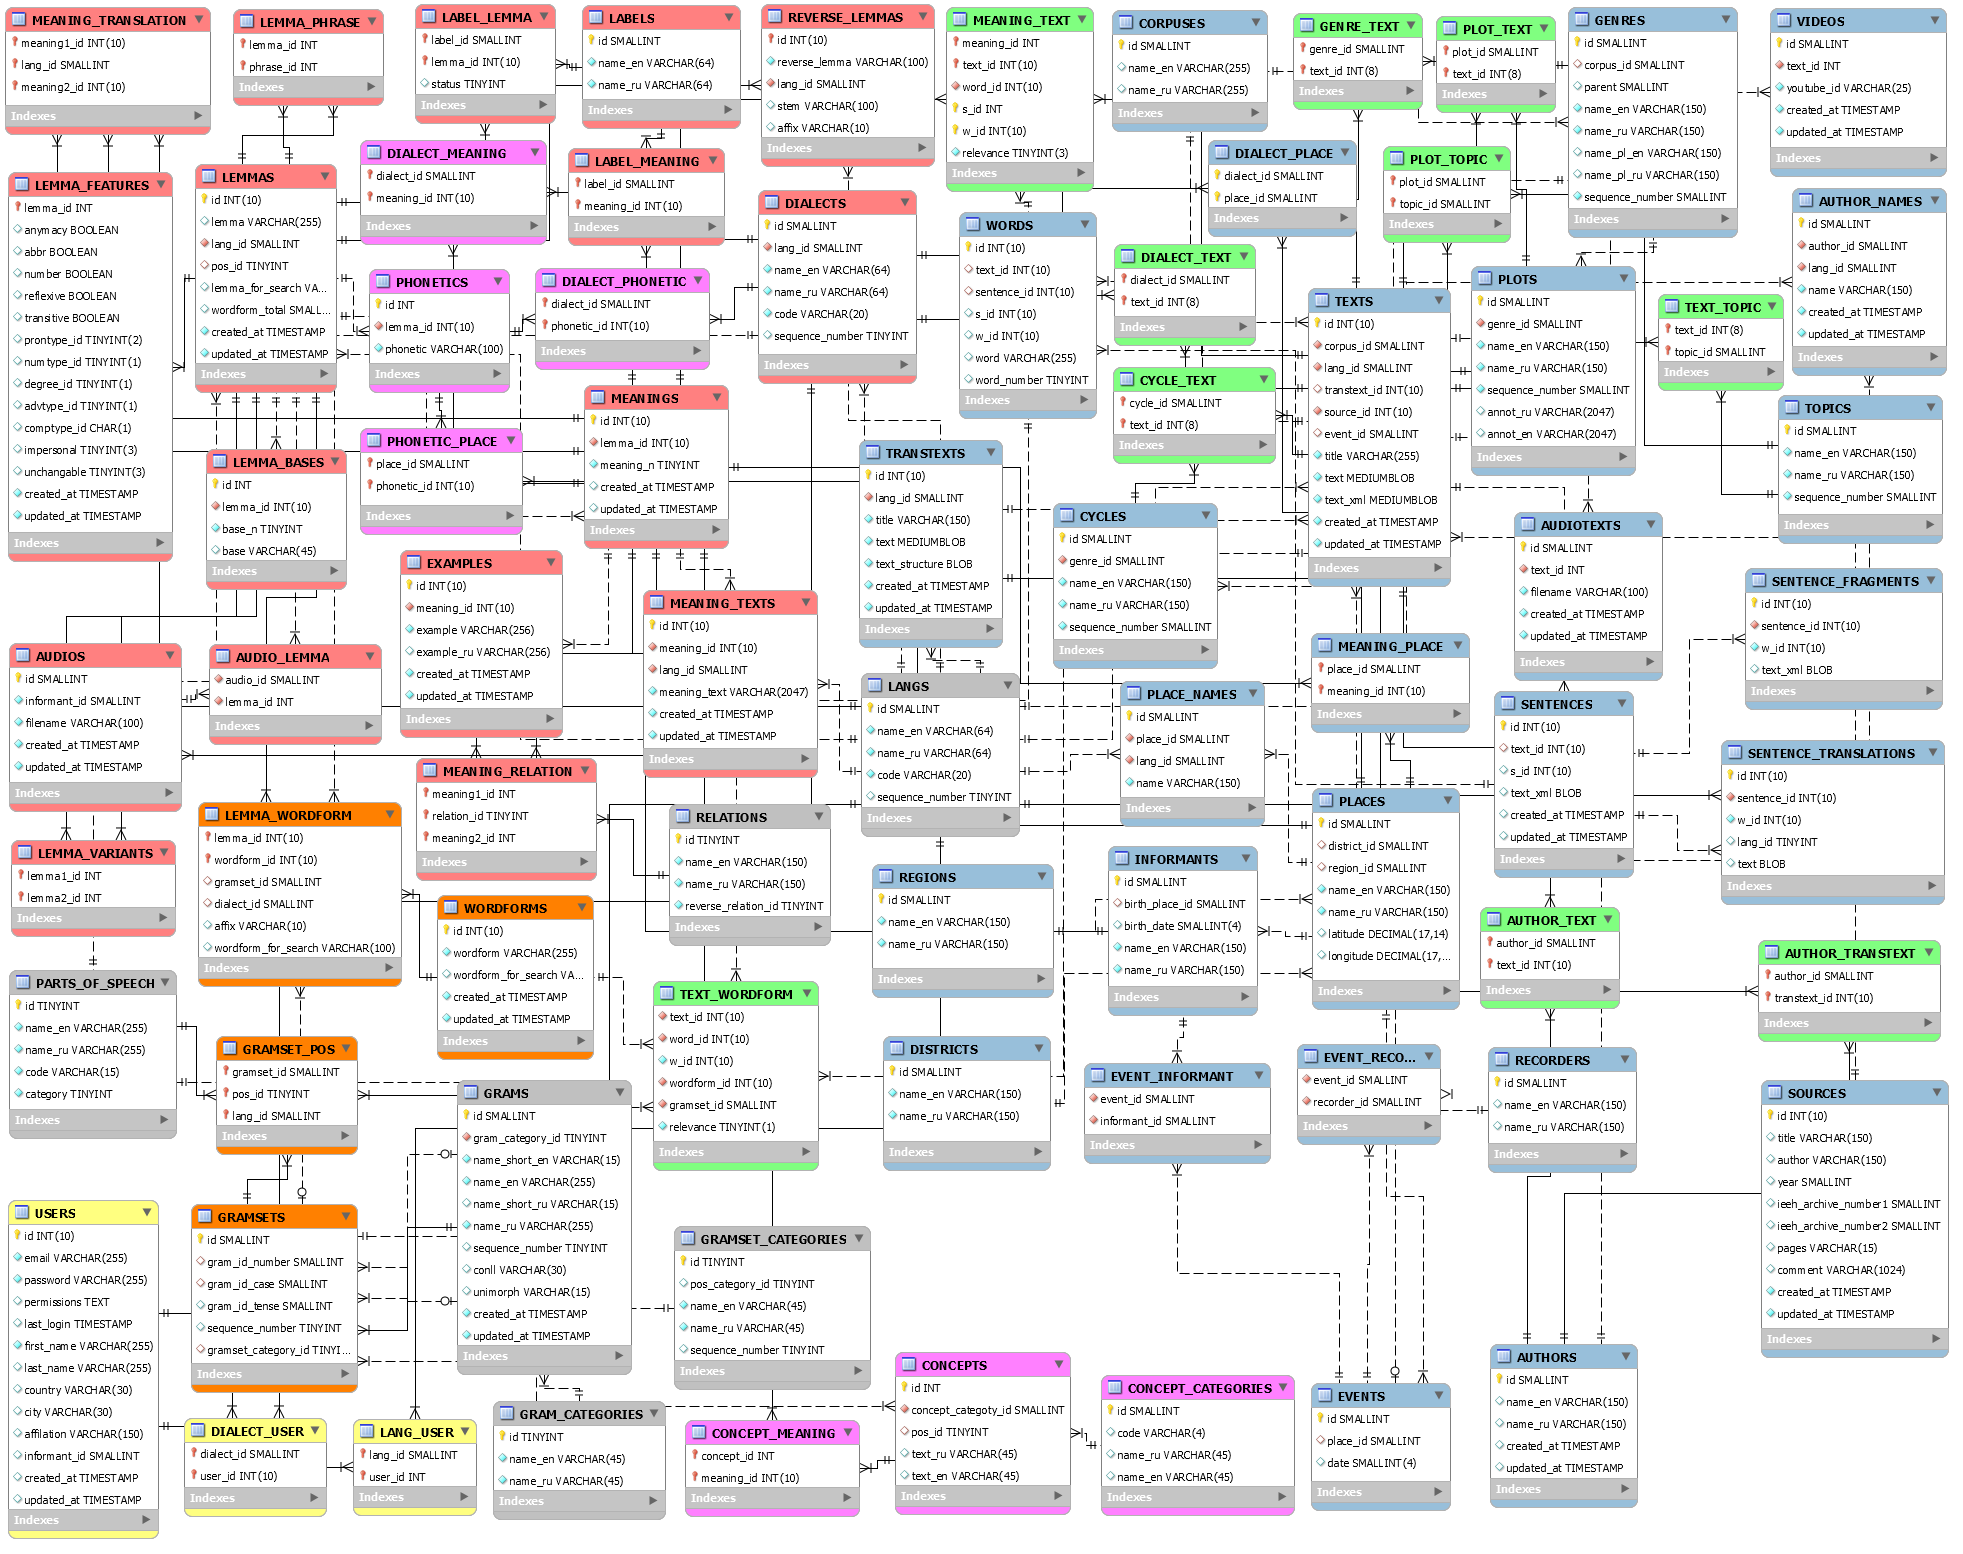 MEANING_TRANSLATION
meaning1_id INT(10)
lang_id SMALLINT
meaning2_id INT(10)
Indexes
LEMMA_PHRASE
lemma_id INT
phrase_id INT
Indexes
LABEL_LEMMA
label_id SMALLINT
lemma_id INT(10)
status TINYINT
Indexes
LABELS
id SMALLINT
name_en VARCHAR(64)
name_ru VARCHAR(64)
Indexes
REVERSE_LEMMAS
id INT(10)
reverse_lemma VARCHAR(100)
lang_id SMALLINT
stem VARCHAR(100)
affix VARCHAR(10)
Indexes
MEANING_TEXT
meaning_id INT
text_id INT(10)
word_id INT(10)
s_id INT
w_id INT(10)
relevance TINYINT(3)
Indexes
CORPUSES
id SMALLINT
name_en VARCHAR(255)
name_ru VARCHAR(255)
Indexes
GENRE_TEXT
genre_id SMALLINT
text_id INT(8)
Indexes
PLOT_TEXT
plot_id SMALLINT
text_id INT(8)
Indexes
GENRES
id SMALLINT
corpus_id SMALLINT
parent SMALLINT
name_en VARCHAR(150)
name_ru VARCHAR(150)
name_pl_en VARCHAR(150)
name_pl_ru VARCHAR(150)
sequence_number SMALLINT
Indexes
VIDEOS
id SMALLINT
text_id INT
youtube_id VARCHAR(25)
created_at TIMESTAMP
updated_at TIMESTAMP
Indexes
LEMMA_FEATURES
lemma_id INT
anymacy BOOLEAN
abbr BOOLEAN
number BOOLEAN
reflexive BOOLEAN
transitive BOOLEAN
prontype_id TINYINT(2)
numtype_id TINYINT(1)
degree_id TINYINT(1)
advtype_id TINYINT(1)
comptype_id CHAR(1)
impersonal TINYINT(3)
unchangable TINYINT(3)
created_at TIMESTAMP
updated_at TIMESTAMP
Indexes
LEMMAS
id INT(10)
lemma VARCHAR(255)
lang_id SMALLINT
pos_id TINYINT
lemma_for_search VA...
wordform_total SMALL...
created_at TIMESTAMP
updated_at TIMESTAMP
Indexes
DIALECT_MEANING
dialect_id SMALLINT
meaning_id INT(10)
Indexes
LABEL_MEANING
label_id SMALLINT
meaning_id INT(10)
Indexes
DIALECTS
id SMALLINT
lang_id SMALLINT
name_en VARCHAR(64)
name_ru VARCHAR(64)
code VARCHAR(20)
sequence_number TINYINT
Indexes
WORDS
id INT(10)
text_id INT(10)
sentence_id INT(10)
s_id INT(10)
w_id INT(10)
word VARCHAR(255)
word_number TINYINT
Indexes
DIALECT_PLACE
dialect_id SMALLINT
place_id SMALLINT
Indexes
PLOT_TOPIC
plot_id SMALLINT
topic_id SMALLINT
Indexes
AUTHOR_NAMES
id SMALLINT
author_id SMALLINT
lang_id SMALLINT
name VARCHAR(150)
created_at TIMESTAMP
updated_at TIMESTAMP
Indexes
PHONETICS
id INT
lemma_id INT(10)
phonetic VARCHAR(100)
Indexes
DIALECT_PHONETIC
dialect_id SMALLINT
phonetic_id INT(10)
Indexes
DIALECT_TEXT
dialect_id SMALLINT
text_id INT(8)
Indexes
TEXTS
id INT(10)
corpus_id SMALLINT
lang_id SMALLINT
transtext_id INT(10)
source_id INT(10)
event_id SMALLINT
title VARCHAR(255)
text MEDIUMBLOB
text_xml MEDIUMBLOB
created_at TIMESTAMP
updated_at TIMESTAMP
Indexes
PLOTS
id SMALLINT
genre_id SMALLINT
name_en VARCHAR(150)
name_ru VARCHAR(150)
sequence_number SMALLINT
annot_ru VARCHAR(2047)
annot_en VARCHAR(2047)
Indexes
TEXT_TOPIC
text_id INT(8)
topic_id SMALLINT
Indexes
CYCLE_TEXT
cycle_id SMALLINT
text_id INT(8)
Indexes
MEANINGS
id INT(10)
lemma_id INT(10)
meaning_n TINYINT
created_at TIMESTAMP
updated_at TIMESTAMP
Indexes
TOPICS
id SMALLINT
name_en VARCHAR(150)
name_ru VARCHAR(150)
sequence_number SMALLINT
Indexes
PHONETIC_PLACE
place_id SMALLINT
phonetic_id INT(10)
Indexes
LEMMA_BASES
id INT
lemma_id INT(10)
base_n TINYINT
base VARCHAR(45)
Indexes
TRANSTEXTS
id INT(10)
lang_id SMALLINT
title VARCHAR(150)
text MEDIUMBLOB
text_structure BLOB
created_at TIMESTAMP
updated_at TIMESTAMP
Indexes
CYCLES
id SMALLINT
genre_id SMALLINT
name_en VARCHAR(150)
name_ru VARCHAR(150)
sequence_number SMALLINT
Indexes
AUDIOTEXTS
id SMALLINT
text_id INT
filename VARCHAR(100)
created_at TIMESTAMP
updated_at TIMESTAMP
Indexes
SENTENCE_FRAGMENTS
id INT(10)
sentence_id INT(10)
w_id INT(10)
text_xml BLOB
Indexes
EXAMPLES
id INT(10)
meaning_id INT(10)
example VARCHAR(256)
example_ru VARCHAR(256)
created_at TIMESTAMP
updated_at TIMESTAMP
Indexes
MEANING_TEXTS
id INT(10)
meaning_id INT(10)
lang_id SMALLINT
meaning_text VARCHAR(2047)
created_at TIMESTAMP
updated_at TIMESTAMP
Indexes
AUDIOS
id SMALLINT
informant_id SMALLINT
filename VARCHAR(100)
created_at TIMESTAMP
updated_at TIMESTAMP
Indexes
AUDIO_LEMMA
audio_id SMALLINT
lemma_id INT
Indexes
LANGS
id SMALLINT
name_en VARCHAR(64)
name_ru VARCHAR(64)
code VARCHAR(20)
sequence_number TINYINT
Indexes
PLACE_NAMES
id SMALLINT
place_id SMALLINT
lang_id SMALLINT
name VARCHAR(150)
Indexes
MEANING_PLACE
place_id SMALLINT
meaning_id INT(10)
Indexes
SENTENCES
id INT(10)
text_id INT(10)
s_id INT(10)
text_xml BLOB
created_at TIMESTAMP
updated_at TIMESTAMP
Indexes
SENTENCE_TRANSLATIONS
id INT(10)
sentence_id INT(10)
w_id INT(10)
lang_id TINYINT
text BLOB
Indexes
MEANING_RELATION
meaning1_id INT
relation_id TINYINT
meaning2_id INT
Indexes
LEMMA_WORDFORM
lemma_id INT(10)
wordform_id INT(10)
gramset_id SMALLINT
dialect_id SMALLINT
affix VARCHAR(10)
wordform_for_search VARCHAR(100)
Indexes
RELATIONS
id TINYINT
name_en VARCHAR(150)
name_ru VARCHAR(150)
reverse_relation_id TINYINT
Indexes
PLACES
id SMALLINT
district_id SMALLINT
region_id SMALLINT
name_en VARCHAR(150)
name_ru VARCHAR(150)
latitude DECIMAL(17,14)
longitude DECIMAL(17,...
Indexes
LEMMA_VARIANTS
lemma1_id INT
lemma2_id INT
Indexes
INFORMANTS
id SMALLINT
birth_place_id SMALLINT
birth_date SMALLINT(4)
name_en VARCHAR(150)
name_ru VARCHAR(150)
Indexes
REGIONS
id SMALLINT
name_en VARCHAR(150)
name_ru VARCHAR(150)
Indexes
WORDFORMS
id INT(10)
wordform VARCHAR(255)
wordform_for_search VA...
created_at TIMESTAMP
updated_at TIMESTAMP
Indexes
AUTHOR_TEXT
author_id SMALLINT
text_id INT(10)
Indexes
AUTHOR_TRANSTEXT
author_id SMALLINT
transtext_id INT(10)
Indexes
PARTS_OF_SPEECH
id TINYINT
name_en VARCHAR(255)
name_ru VARCHAR(255)
code VARCHAR(15)
category TINYINT
Indexes
TEXT_WORDFORM
text_id INT(10)
word_id INT(10)
w_id INT(10)
wordform_id INT(10)
gramset_id SMALLINT
relevance TINYINT(1)
Indexes
GRAMSET_POS
gramset_id SMALLINT
pos_id TINYINT
lang_id SMALLINT
Indexes
DISTRICTS
id SMALLINT
name_en VARCHAR(150)
name_ru VARCHAR(150)
Indexes
EVENT_INFORMANT
event_id SMALLINT
informant_id SMALLINT
Indexes
EVENT_RECO...
event_id SMALLINT
recorder_id SMALLINT
Indexes
RECORDERS
id SMALLINT
name_en VARCHAR(150)
name_ru VARCHAR(150)
Indexes
SOURCES
id INT(10)
title VARCHAR(150)
author VARCHAR(150)
year SMALLINT
ieeh_archive_number1 SMALLINT
ieeh_archive_number2 SMALLINT
pages VARCHAR(15)
comment VARCHAR(1024)
created_at TIMESTAMP
updated_at TIMESTAMP
Indexes
GRAMS
id SMALLINT
gram_category_id TINYINT
name_short_en VARCHAR(15)
name_en VARCHAR(255)
name_short_ru VARCHAR(15)
name_ru VARCHAR(255)
sequence_number TINYINT
conll VARCHAR(30)
unimorph VARCHAR(15)
created_at TIMESTAMP
updated_at TIMESTAMP
Indexes
USERS
id INT(10)
email VARCHAR(255)
password VARCHAR(255)
permissions TEXT
last_login TIMESTAMP
first_name VARCHAR(255)
last_name VARCHAR(255)
country VARCHAR(30)
city VARCHAR(30)
affilation VARCHAR(150)
informant_id SMALLINT
created_at TIMESTAMP
updated_at TIMESTAMP
Indexes
GRAMSETS
id SMALLINT
gram_id_number SMALLINT
gram_id_case SMALLINT
gram_id_tense SMALLINT
sequence_number TINYINT
gramset_category_id TINYI...
Indexes
GRAMSET_CATEGORIES
id TINYINT
pos_category_id TINYINT
name_en VARCHAR(45)
name_ru VARCHAR(45)
sequence_number TINYINT
Indexes
CONCEPTS
id INT
concept_categoty_id SMALLINT
pos_id TINYINT
text_ru VARCHAR(45)
text_en VARCHAR(45)
Indexes
CONCEPT_CATEGORIES
id SMALLINT
code VARCHAR(4)
name_ru VARCHAR(45)
name_en VARCHAR(45)
Indexes
EVENTS
id SMALLINT
place_id SMALLINT
date SMALLINT(4)
Indexes
AUTHORS
id SMALLINT
name_en VARCHAR(150)
name_ru VARCHAR(150)
created_at TIMESTAMP
updated_at TIMESTAMP
Indexes
DIALECT_USER
dialect_id SMALLINT
user_id INT(10)
Indexes
LANG_USER
lang_id SMALLINT
user_id INT
Indexes
GRAM_CATEGORIES
id TINYINT
name_en VARCHAR(45)
name_ru VARCHAR(45)
Indexes
CONCEPT_MEANING
concept_id INT
meaning_id INT(10)
Indexes